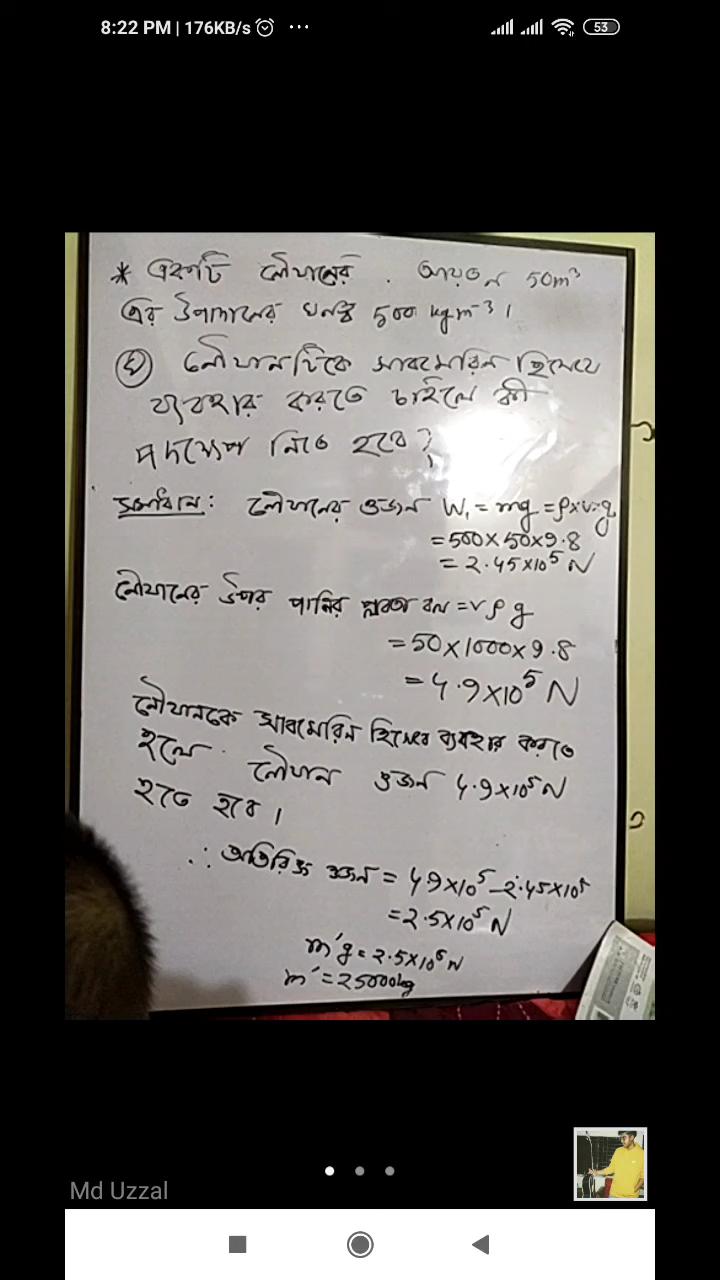 8:22 PM | 176KB/s ...
53
* একটি নৌযানের . আয়তন 50m³
এর উপাদানের ঘনত্ব 500 kgm⁻³।
(ঘ) নৌযানটিকে সাবমেরিন হিসেবে
ব্যবহার করতে চাইলে কী
পদক্ষেপ নিতে হবে?
সমাধান: নৌযানের ওজন W₁ = mg = ρ×v×g
= 500 × 50 × 9.8
= 2.45×10⁵ N
নৌযানের উপর পানির প্লবতা বল = vρg
= 50 × 1000 × 9.8
= 4.9×10⁵ N
নৌযানকে সাবমেরিন হিসেবে ব্যবহার করতে
হলে নৌযান ওজন 4.9×10⁵ N
হতে হবে।
∴ অতিরিক্ত ওজন = 4.9×10⁵ - 2.45×10⁵
= 2.5×10⁵ N
m′g = 2.5×10⁵ N
m′ = 25000kg
Md Uzzal